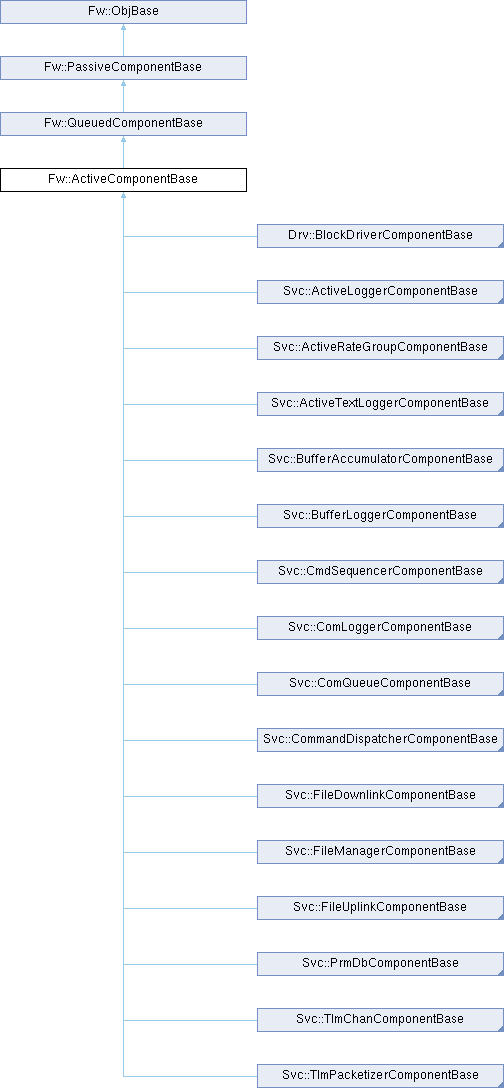 Fw::ObjBase
Fw::PassiveComponentBase
Fw::QueuedComponentBase
Fw::ActiveComponentBase
Drv::BlockDriverComponentBase
Svc::ActiveLoggerComponentBase
Svc::ActiveRateGroupComponentBase
Svc::ActiveTextLoggerComponentBase
Svc::BufferAccumulatorComponentBase
Svc::BufferLoggerComponentBase
Svc::CmdSequencerComponentBase
Svc::ComLoggerComponentBase
Svc::ComQueueComponentBase
Svc::CommandDispatcherComponentBase
Svc::FileDownlinkComponentBase
Svc::FileManagerComponentBase
Svc::FileUplinkComponentBase
Svc::PrmDbComponentBase
Svc::TlmChanComponentBase
Svc::TlmPacketizerComponentBase